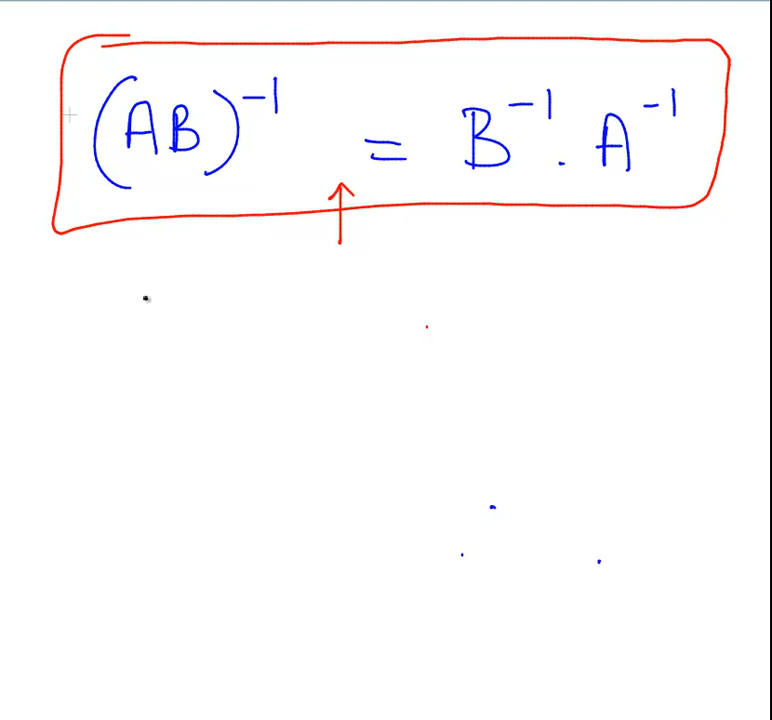 (AB)⁻¹ = B⁻¹ . A⁻¹